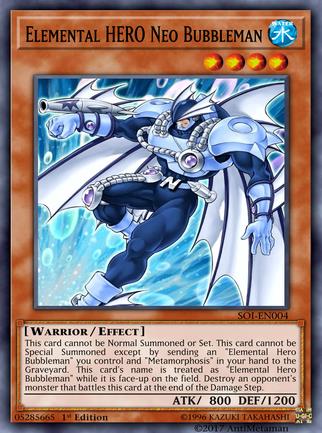 Elemental HERO Neo Bubbleman
WATER
水
N
SOI-EN004
[Warrior / Effect]
This card cannot be Normal Summoned or Set. This card cannot be
Special Summoned except by sending an "Elemental Hero
Bubbleman" you control and "Metamorphosis" in your hand to the
Graveyard. This card's name is treated as "Elemental Hero
Bubbleman" while it is face-up on the field. Destroy an opponent's
monster that battles this card at the end of the Damage Step.
ATK/ 800 DEF/1200
05285665 1st Edition ©1996 KAZUKI TAKAHASHI
©2017 AntiMetaman